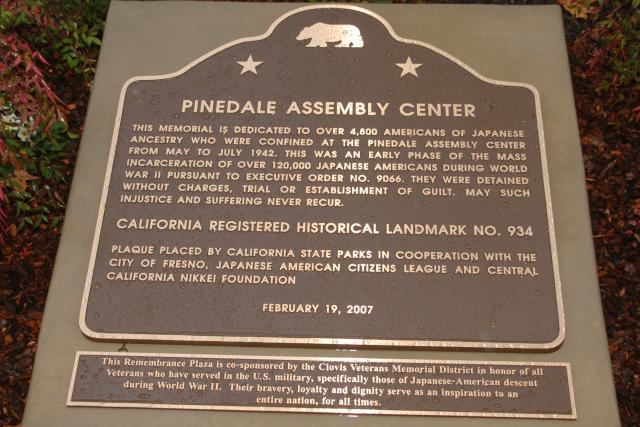 PINEDALE ASSEMBLY CENTER
THIS MEMORIAL IS DEDICATED TO OVER 4,800 AMERICANS OF JAPANESE
ANCESTRY WHO WERE CONFINED AT THE PINEDALE ASSEMBLY CENTER
FROM MAY TO JULY 1942. THIS WAS AN EARLY PHASE OF THE MASS
INCARCERATION OF OVER 120,000 JAPANESE AMERICANS DURING WORLD
WAR II PURSUANT TO EXECUTIVE ORDER NO. 9066. THEY WERE DETAINED
WITHOUT CHARGES, TRIAL OR ESTABLISHMENT OF GUILT. MAY SUCH
INJUSTICE AND SUFFERING NEVER RECUR.
CALIFORNIA REGISTERED HISTORICAL LANDMARK NO. 934
PLAQUE PLACED BY CALIFORNIA STATE PARKS IN COOPERATION WITH THE
CITY OF FRESNO, JAPANESE AMERICAN CITIZENS LEAGUE AND CENTRAL
CALIFORNIA NIKKEI FOUNDATION
FEBRUARY 19, 2007
This Remembrance Plaza is co-sponsored by the Clovis Veterans Memorial District in honor of all
Veterans who have served in the U.S. military, specifically those of Japanese-American descent
during World War II. Their bravery, loyalty and dignity serve as an inspiration to an
entire nation, for all times.